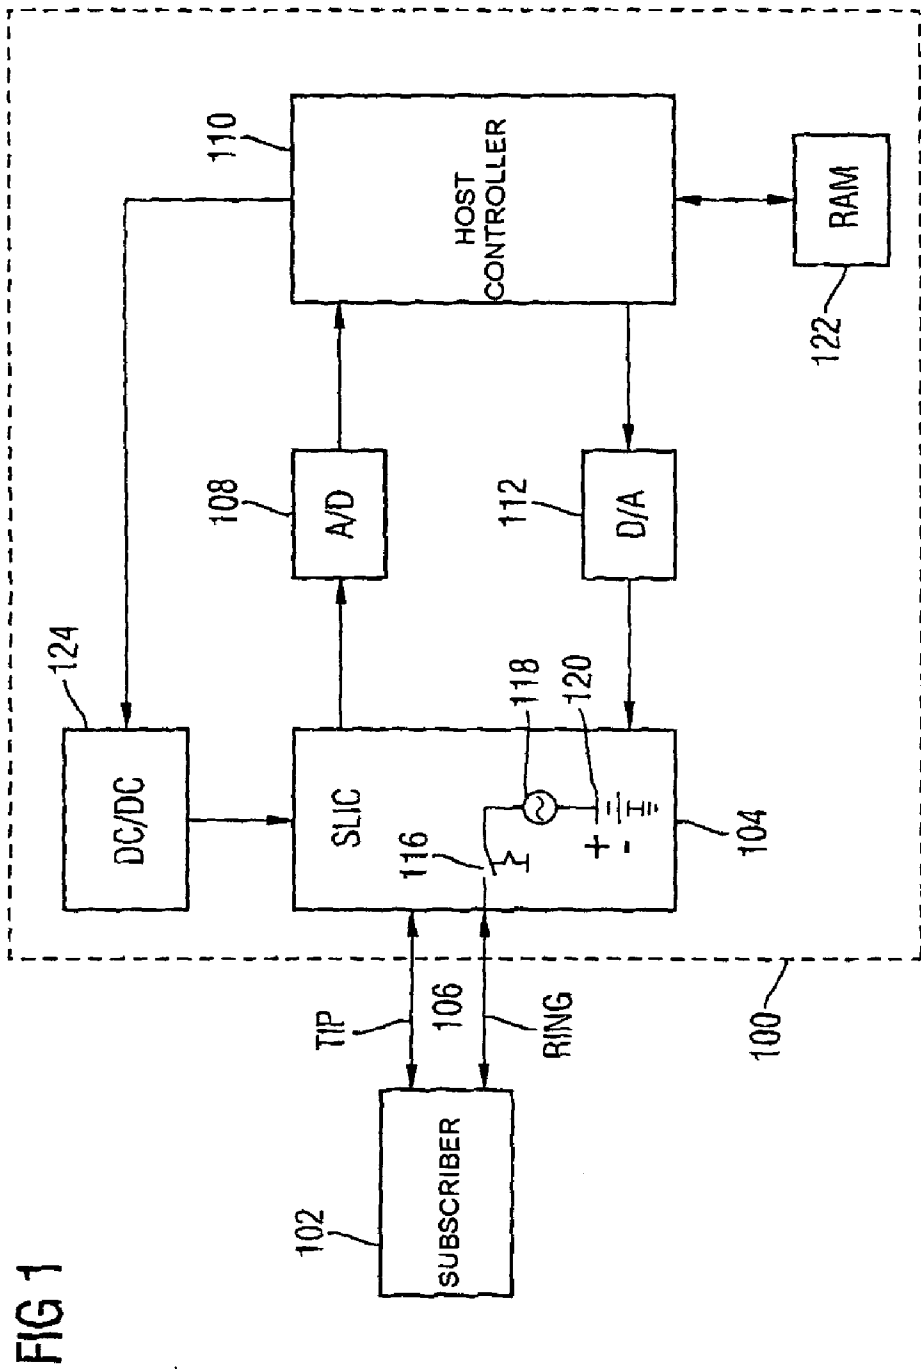 FIG 1
102
SUBSCRIBER
TIP
106
RING
100
124
DC/DC
SLIC
116
118
120
+
-
104
108
A/D
112
D/A
110
HOST
CONTROLLER
122
RAM